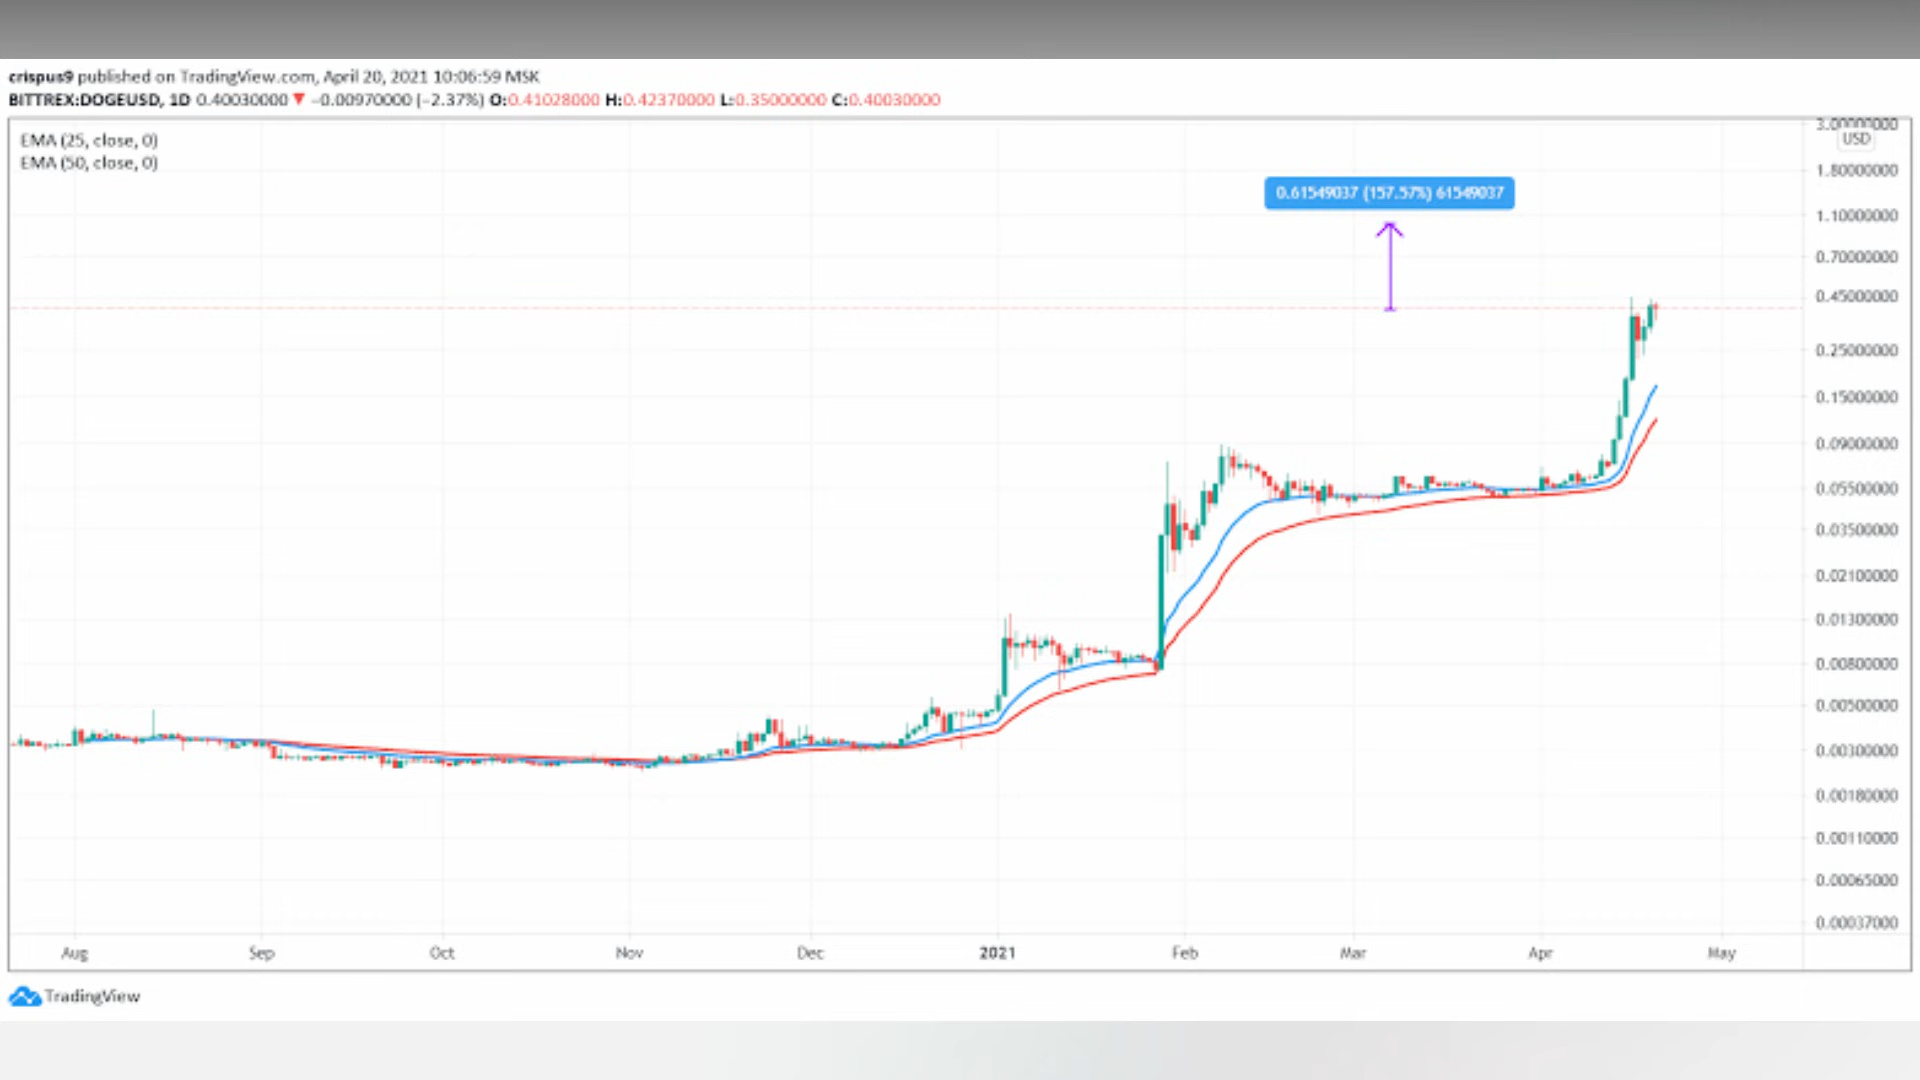 crispus9 published on TradingView.com, April 20, 2021 10:06:59 MSK
BITTREX:DOGEUSD, 1D 0.40030000 ▼ −0.00970000 (−2.37%) O:0.41028000 H:0.42370000 L:0.35000000 C:0.40030000
EMA (25, close, 0)
EMA (50, close, 0)
3.00000000
USD
1.80000000
0.61549037 (157.57%) 61549037
1.10000000
0.70000000
0.45000000
0.25000000
0.15000000
0.09000000
0.05500000
0.03500000
0.02100000
0.01300000
0.00800000
0.00500000
0.00300000
0.00180000
0.00110000
0.00065000
0.00037000
Aug Sep Oct Nov Dec 2021 Feb Mar Apr May
TradingView